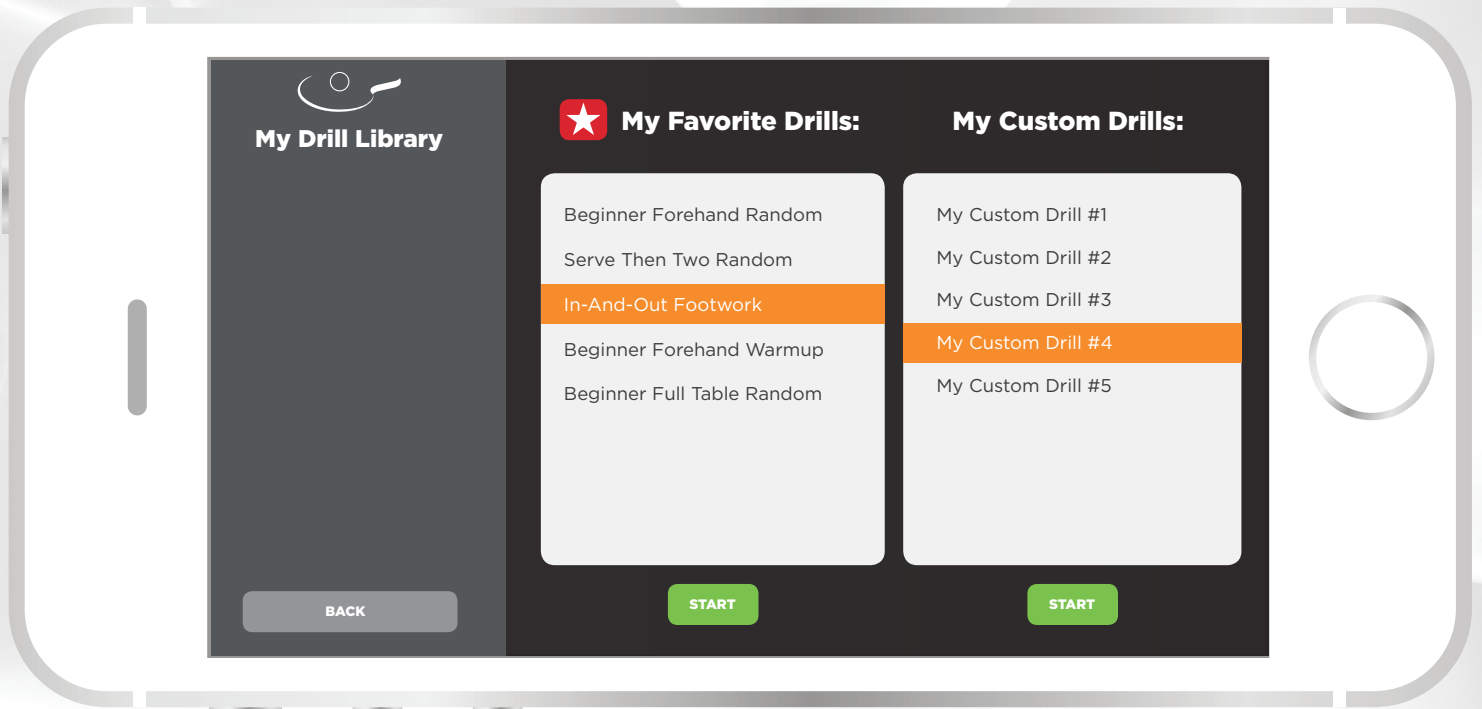 My Drill Library
My Favorite Drills:
My Custom Drills:
Beginner Forehand Random
Serve Then Two Random
In-And-Out Footwork
Beginner Forehand Warmup
Beginner Full Table Random
My Custom Drill #1
My Custom Drill #2
My Custom Drill #3
My Custom Drill #4
My Custom Drill #5
BACK
START
START